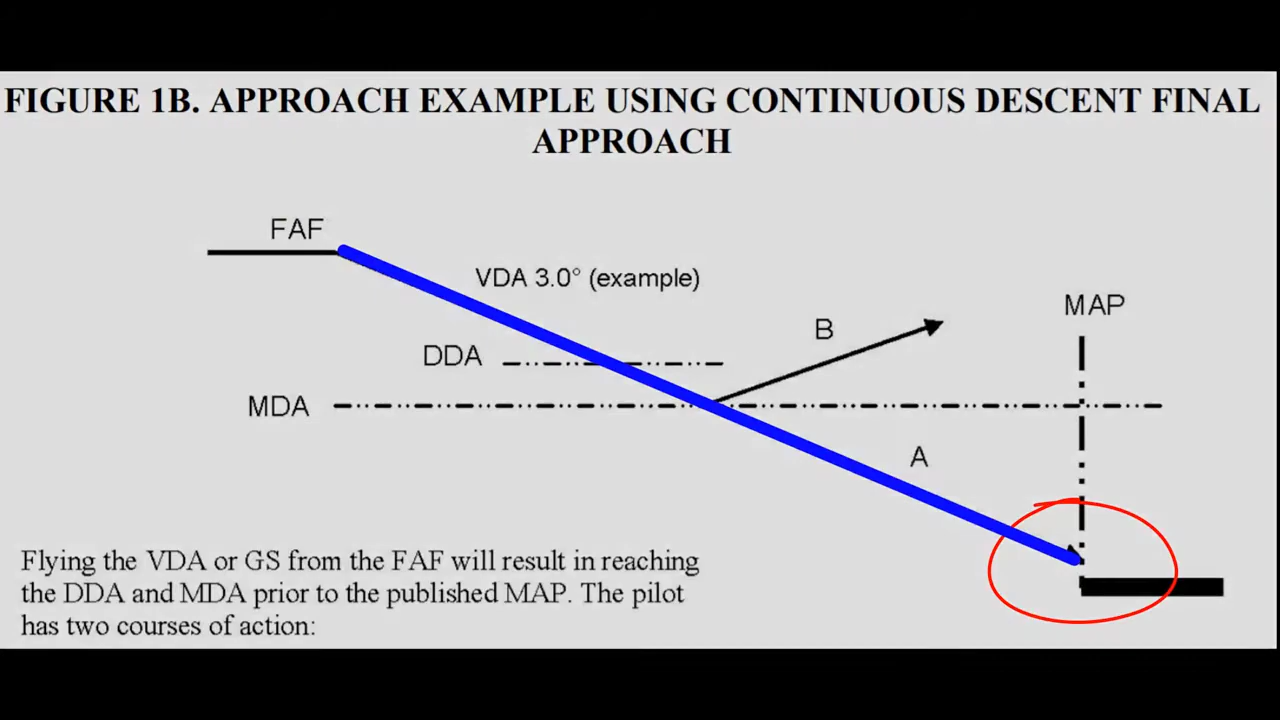 FIGURE 1B. APPROACH EXAMPLE USING CONTINUOUS DESCENT FINAL
APPROACH
FAF
VDA 3.0° (example)
MAP
B
DDA
MDA
A
Flying the VDA or GS from the FAF will result in reaching
the DDA and MDA prior to the published MAP. The pilot
has two courses of action: